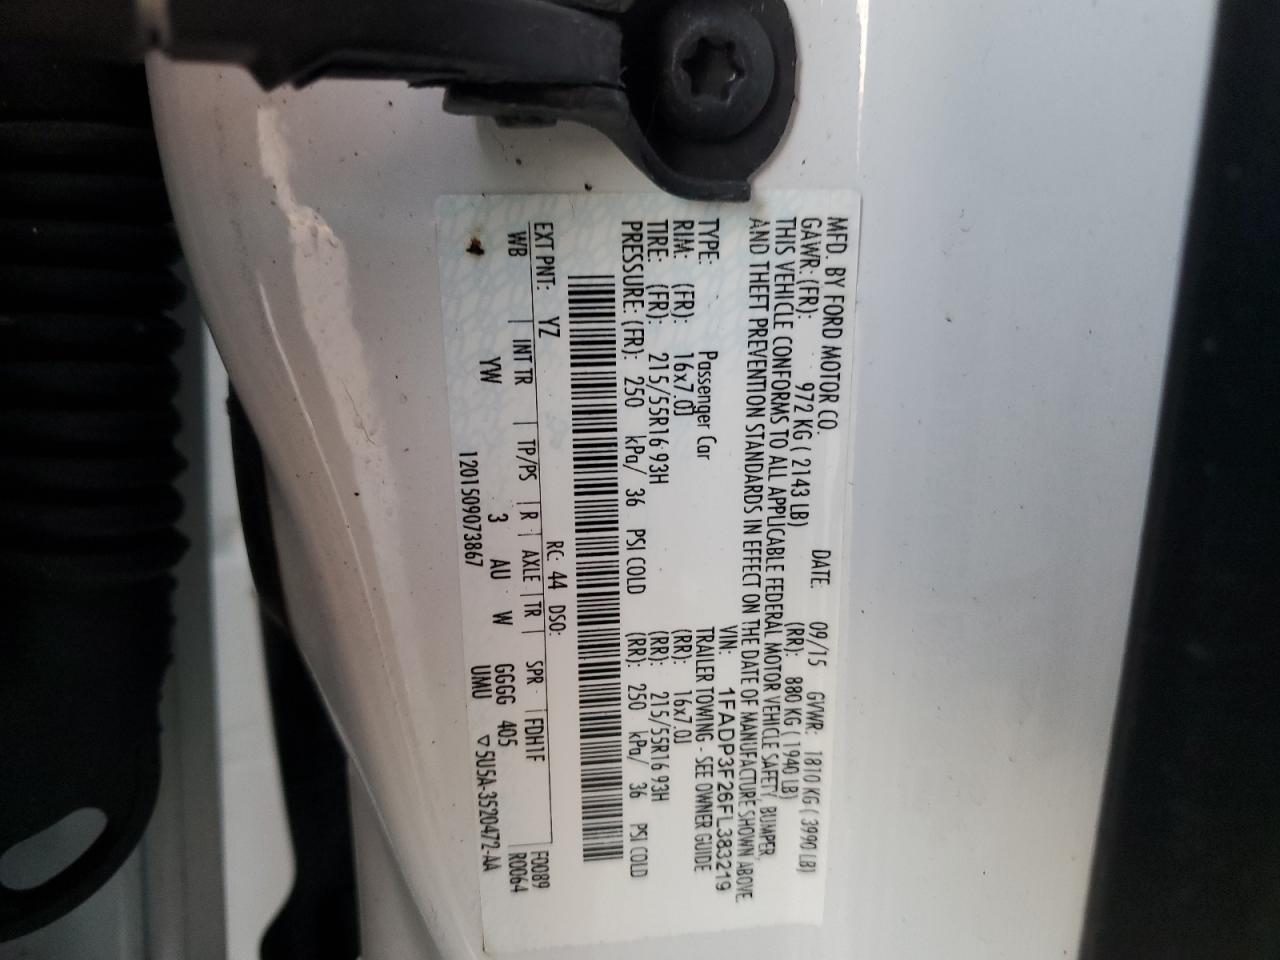 MFD. BY FORD MOTOR CO.
DATE: 09/15 GVWR: 1810 KG ( 3990 LB)
GAWR: (FR): 972 KG ( 2143 LB) (RR): 880 KG ( 1940 LB)
THIS VEHICLE CONFORMS TO ALL APPLICABLE FEDERAL MOTOR VEHICLE SAFETY, BUMPER,
AND THEFT PREVENTION STANDARDS IN EFFECT ON THE DATE OF MANUFACTURE SHOWN ABOVE.
VIN: 1FADP3F26FL383219
TYPE: Passenger Car TRAILER TOWING - SEE OWNER GUIDE
RIM: (FR): 16x7.0J (RR): 16x7.0J
TIRE: (FR): 215/55R16 93H (RR): 215/55R16 93H
PRESSURE: (FR): 250 kPa/ 36 PSI COLD (RR): 250 kPa/ 36 PSI COLD
RC: 44 DSO:
EXT PNT: YZ F0089
WB | INT TR | TP/PS | R | AXLE | TR | SPR | FDH1F R0064
YW 3 AU W GGGG 405
1201509073867 UMU ▽5U5A-3520472-AA